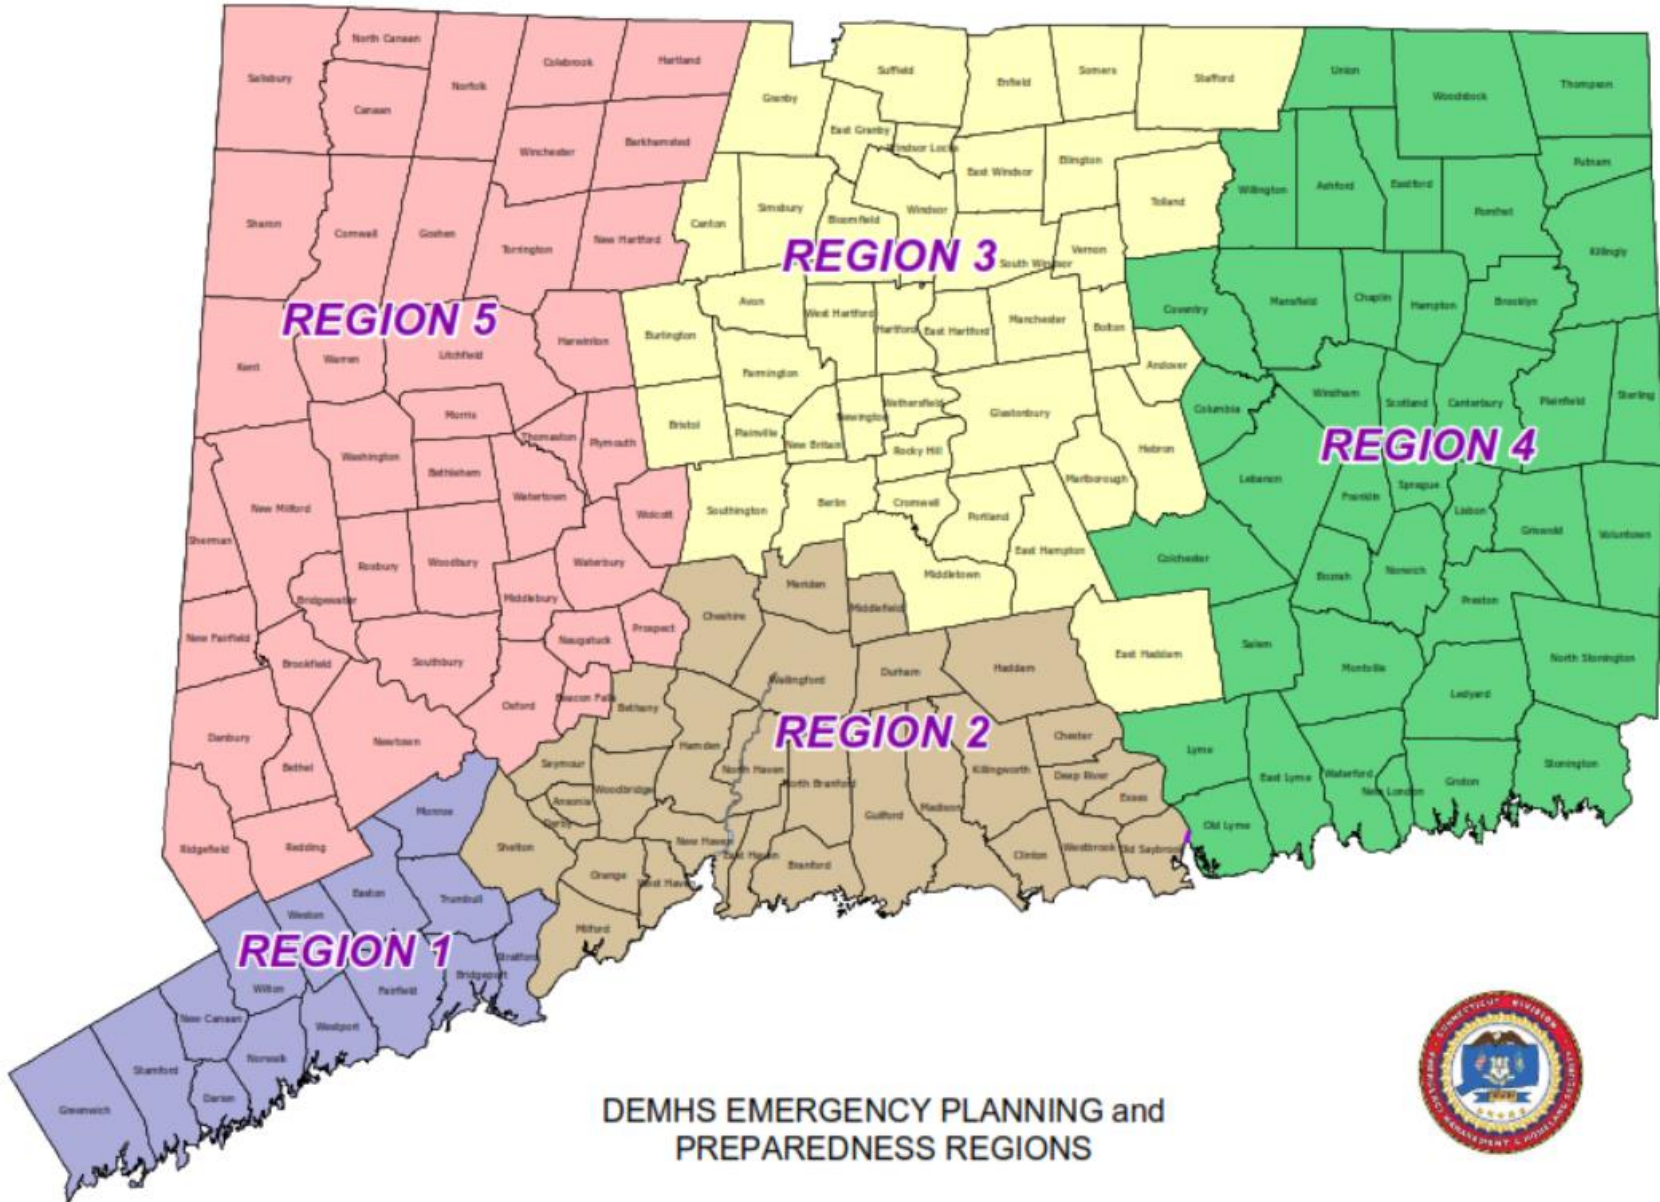 North Canaan
Colebrook
Hartland
Salisbury
Norfolk
Canaan
Winchester
Barkhamsted
Sharon
Cornwall
Goshen
Torrington
New Hartford
REGION 5
Kent
Warren
Litchfield
Harwinton
Morris
Thomaston
Plymouth
Washington
Bethlehem
Watertown
New Milford
Wolcott
Sherman
Roxbury
Woodbury
Waterbury
Bridgewater
Middlebury
New Fairfield
Brookfield
Southbury
Naugatuck
Prospect
Oxford
Beacon Falls
Danbury
Bethel
Newtown
Ridgefield
Redding
Granby
Suffield
Enfield
Somers
Stafford
East Granby
Windsor Locks
East Windsor
Ellington
Tolland
Canton
Simsbury
Bloomfield
Windsor
Vernon
South Windsor
REGION 3
Avon
West Hartford
Hartford
East Hartford
Manchester
Bolton
Burlington
Farmington
Andover
Bristol
Plainville
New Britain
Newington
Wethersfield
Glastonbury
Rocky Hill
Hebron
Marlborough
Southington
Berlin
Cromwell
Portland
East Hampton
Middletown
East Haddam
Union
Woodstock
Thompson
Putnam
Willington
Ashford
Eastford
Pomfret
Killingly
Coventry
Mansfield
Chaplin
Hampton
Brooklyn
Columbia
Windham
Scotland
Canterbury
Plainfield
Sterling
REGION 4
Lebanon
Franklin
Sprague
Lisbon
Griswold
Voluntown
Colchester
Bozrah
Norwich
Preston
Salem
Montville
Ledyard
North Stonington
Lyme
East Lyme
Waterford
New London
Groton
Stonington
Old Lyme
Cheshire
Meriden
Middlefield
Wallingford
Durham
Haddam
Bethany
Hamden
REGION 2
Chester
Seymour
Woodbridge
North Haven
North Branford
Killingworth
Deep River
Essex
Ansonia
Derby
Guilford
Madison
Shelton
New Haven
East Haven
Branford
Clinton
Westbrook
Old Saybrook
Orange
West Haven
Milford
Monroe
Easton
Trumbull
Weston
REGION 1
Stratford
Bridgeport
Wilton
Fairfield
New Canaan
Westport
Norwalk
Stamford
Darien
Greenwich
DEMHS EMERGENCY PLANNING and
PREPAREDNESS REGIONS
CONNECTICUT DIVISION
EMERGENCY MANAGEMENT & HOMELAND SECURITY